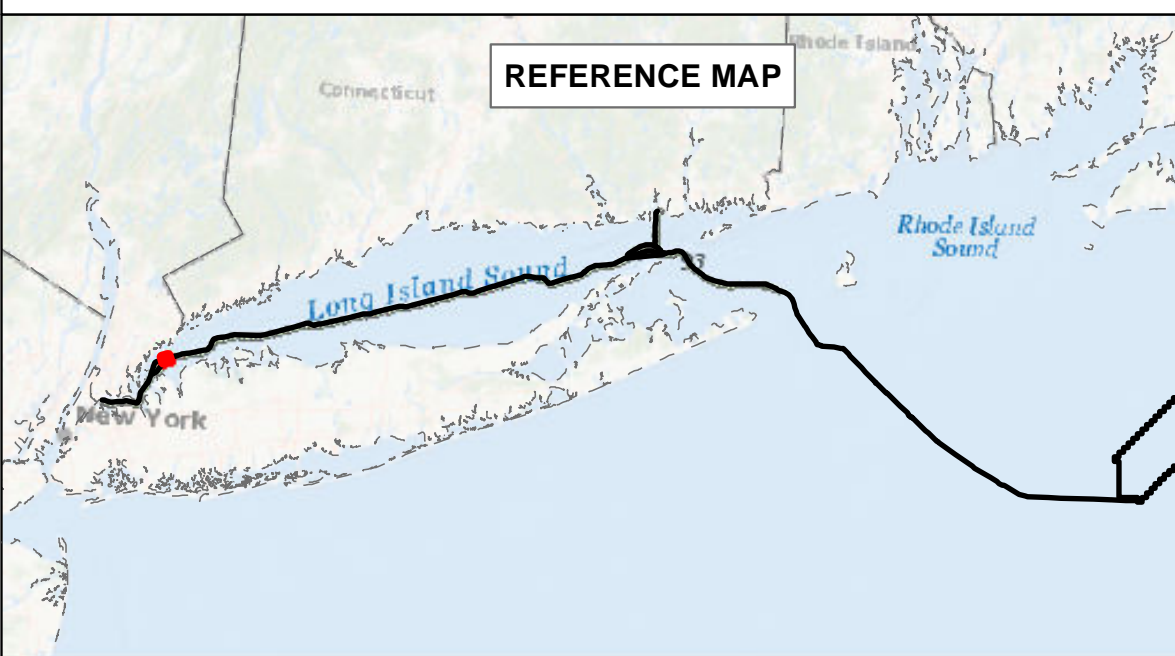 Rhode Island
REFERENCE MAP
Connecticut
Rhode Island
Sound
Long Island Sound
New York